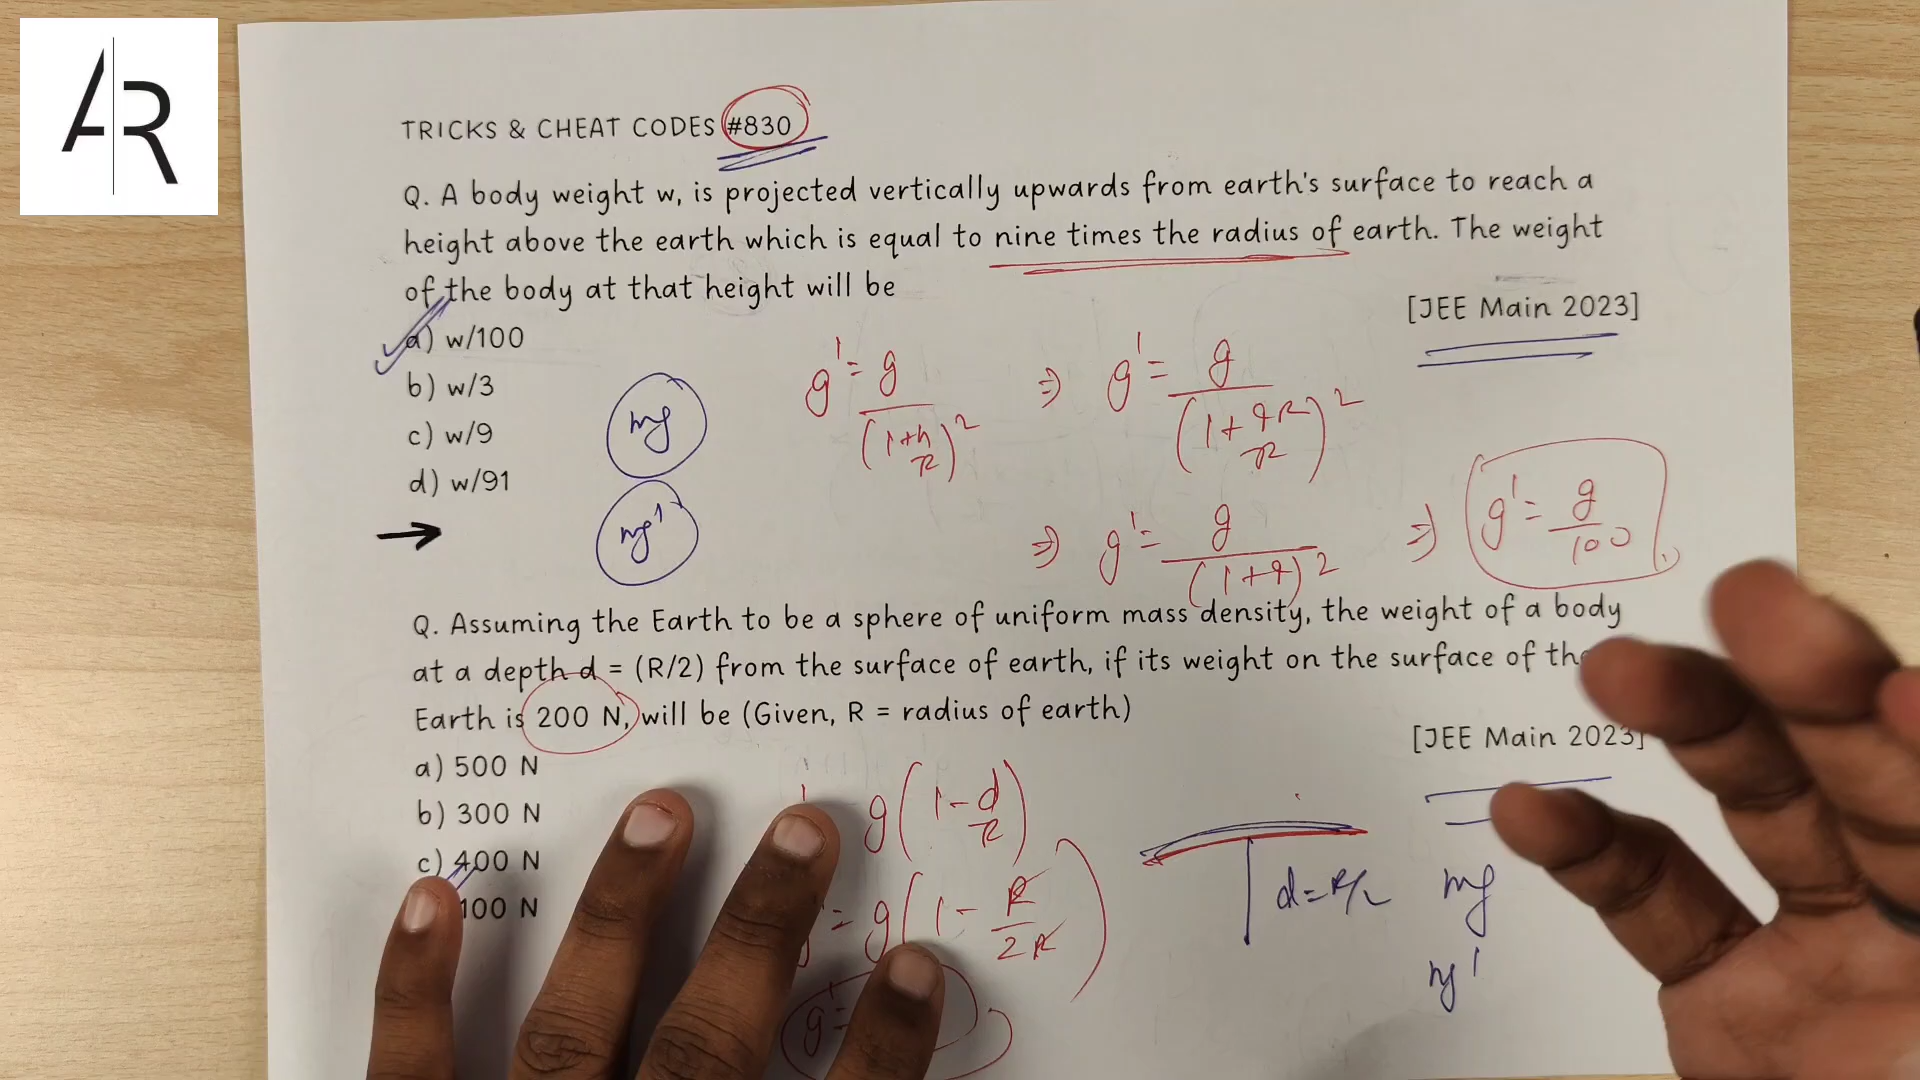 AR
TRICKS & CHEAT CODES #830
Q. A body weight w, is projected vertically upwards from earth's surface to reach a
height above the earth which is equal to nine times the radius of earth. The weight
of the body at that height will be
[JEE Main 2023]
a) w/100
b) w/3
c) w/9
d) w/91
mg
mg'
g' = g/(1+h/R)²
⇒ g' = g/(1+9R/R)²
⇒ g' = g/(1+9)²
⇒ g' = g/100
Q. Assuming the Earth to be a sphere of uniform mass density, the weight of a body
at a depth d = (R/2) from the surface of earth, if its weight on the surface of the
Earth is 200 N, will be (Given, R = radius of earth)
[JEE Main 2023]
a) 500 N
b) 300 N
c) 400 N
100 N
g(1-d/R)
= g(1-R/2R)
g' =
d=R/2
mg
mg'